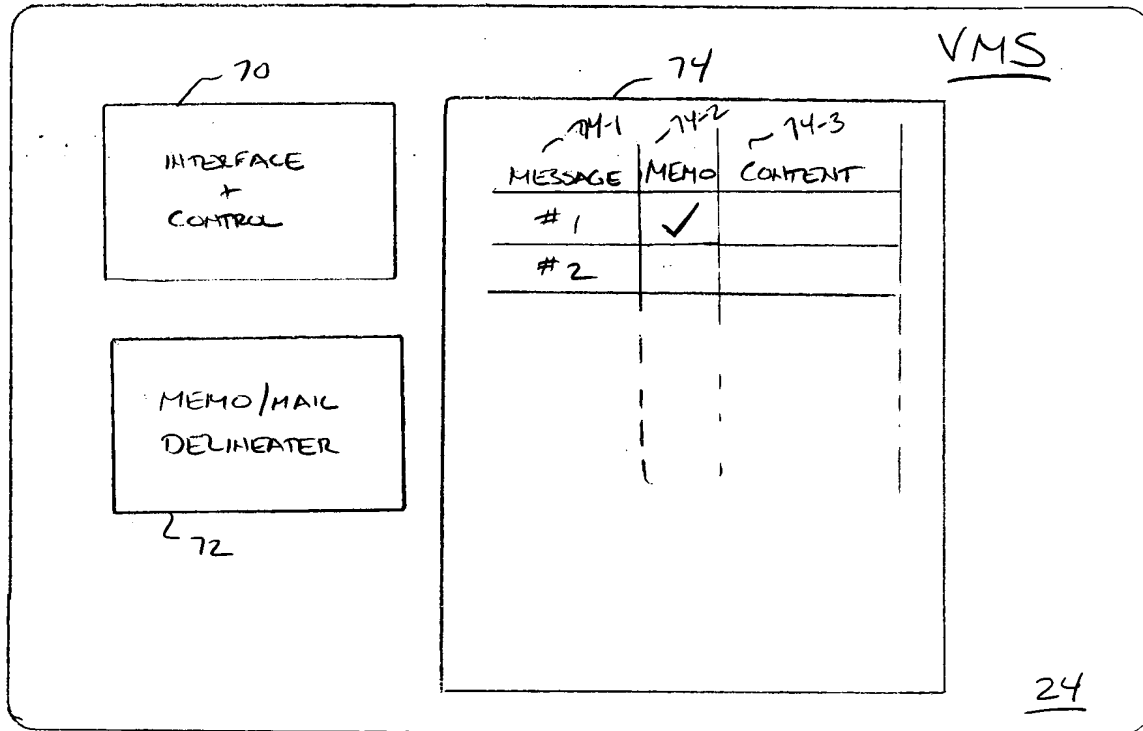 VMS
70
INTERFACE
+
CONTROL
MEMO/MAIL
DELINEATER
72
74
74-1 74-2 74-3
MESSAGE MEMO CONTENT
#1 ✓
#2
24